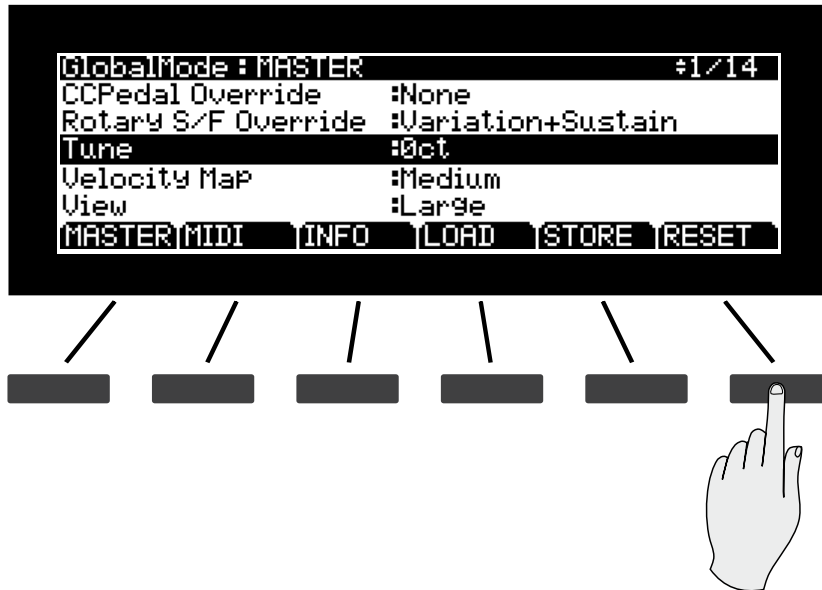 GlobalMode:MASTER ÷1/14
CCPedal Override :None
Rotary S/F Override :Variation+Sustain
Tune :0ct
Velocity Map :Medium
View :Large
MASTER MIDI INFO LOAD STORE RESET